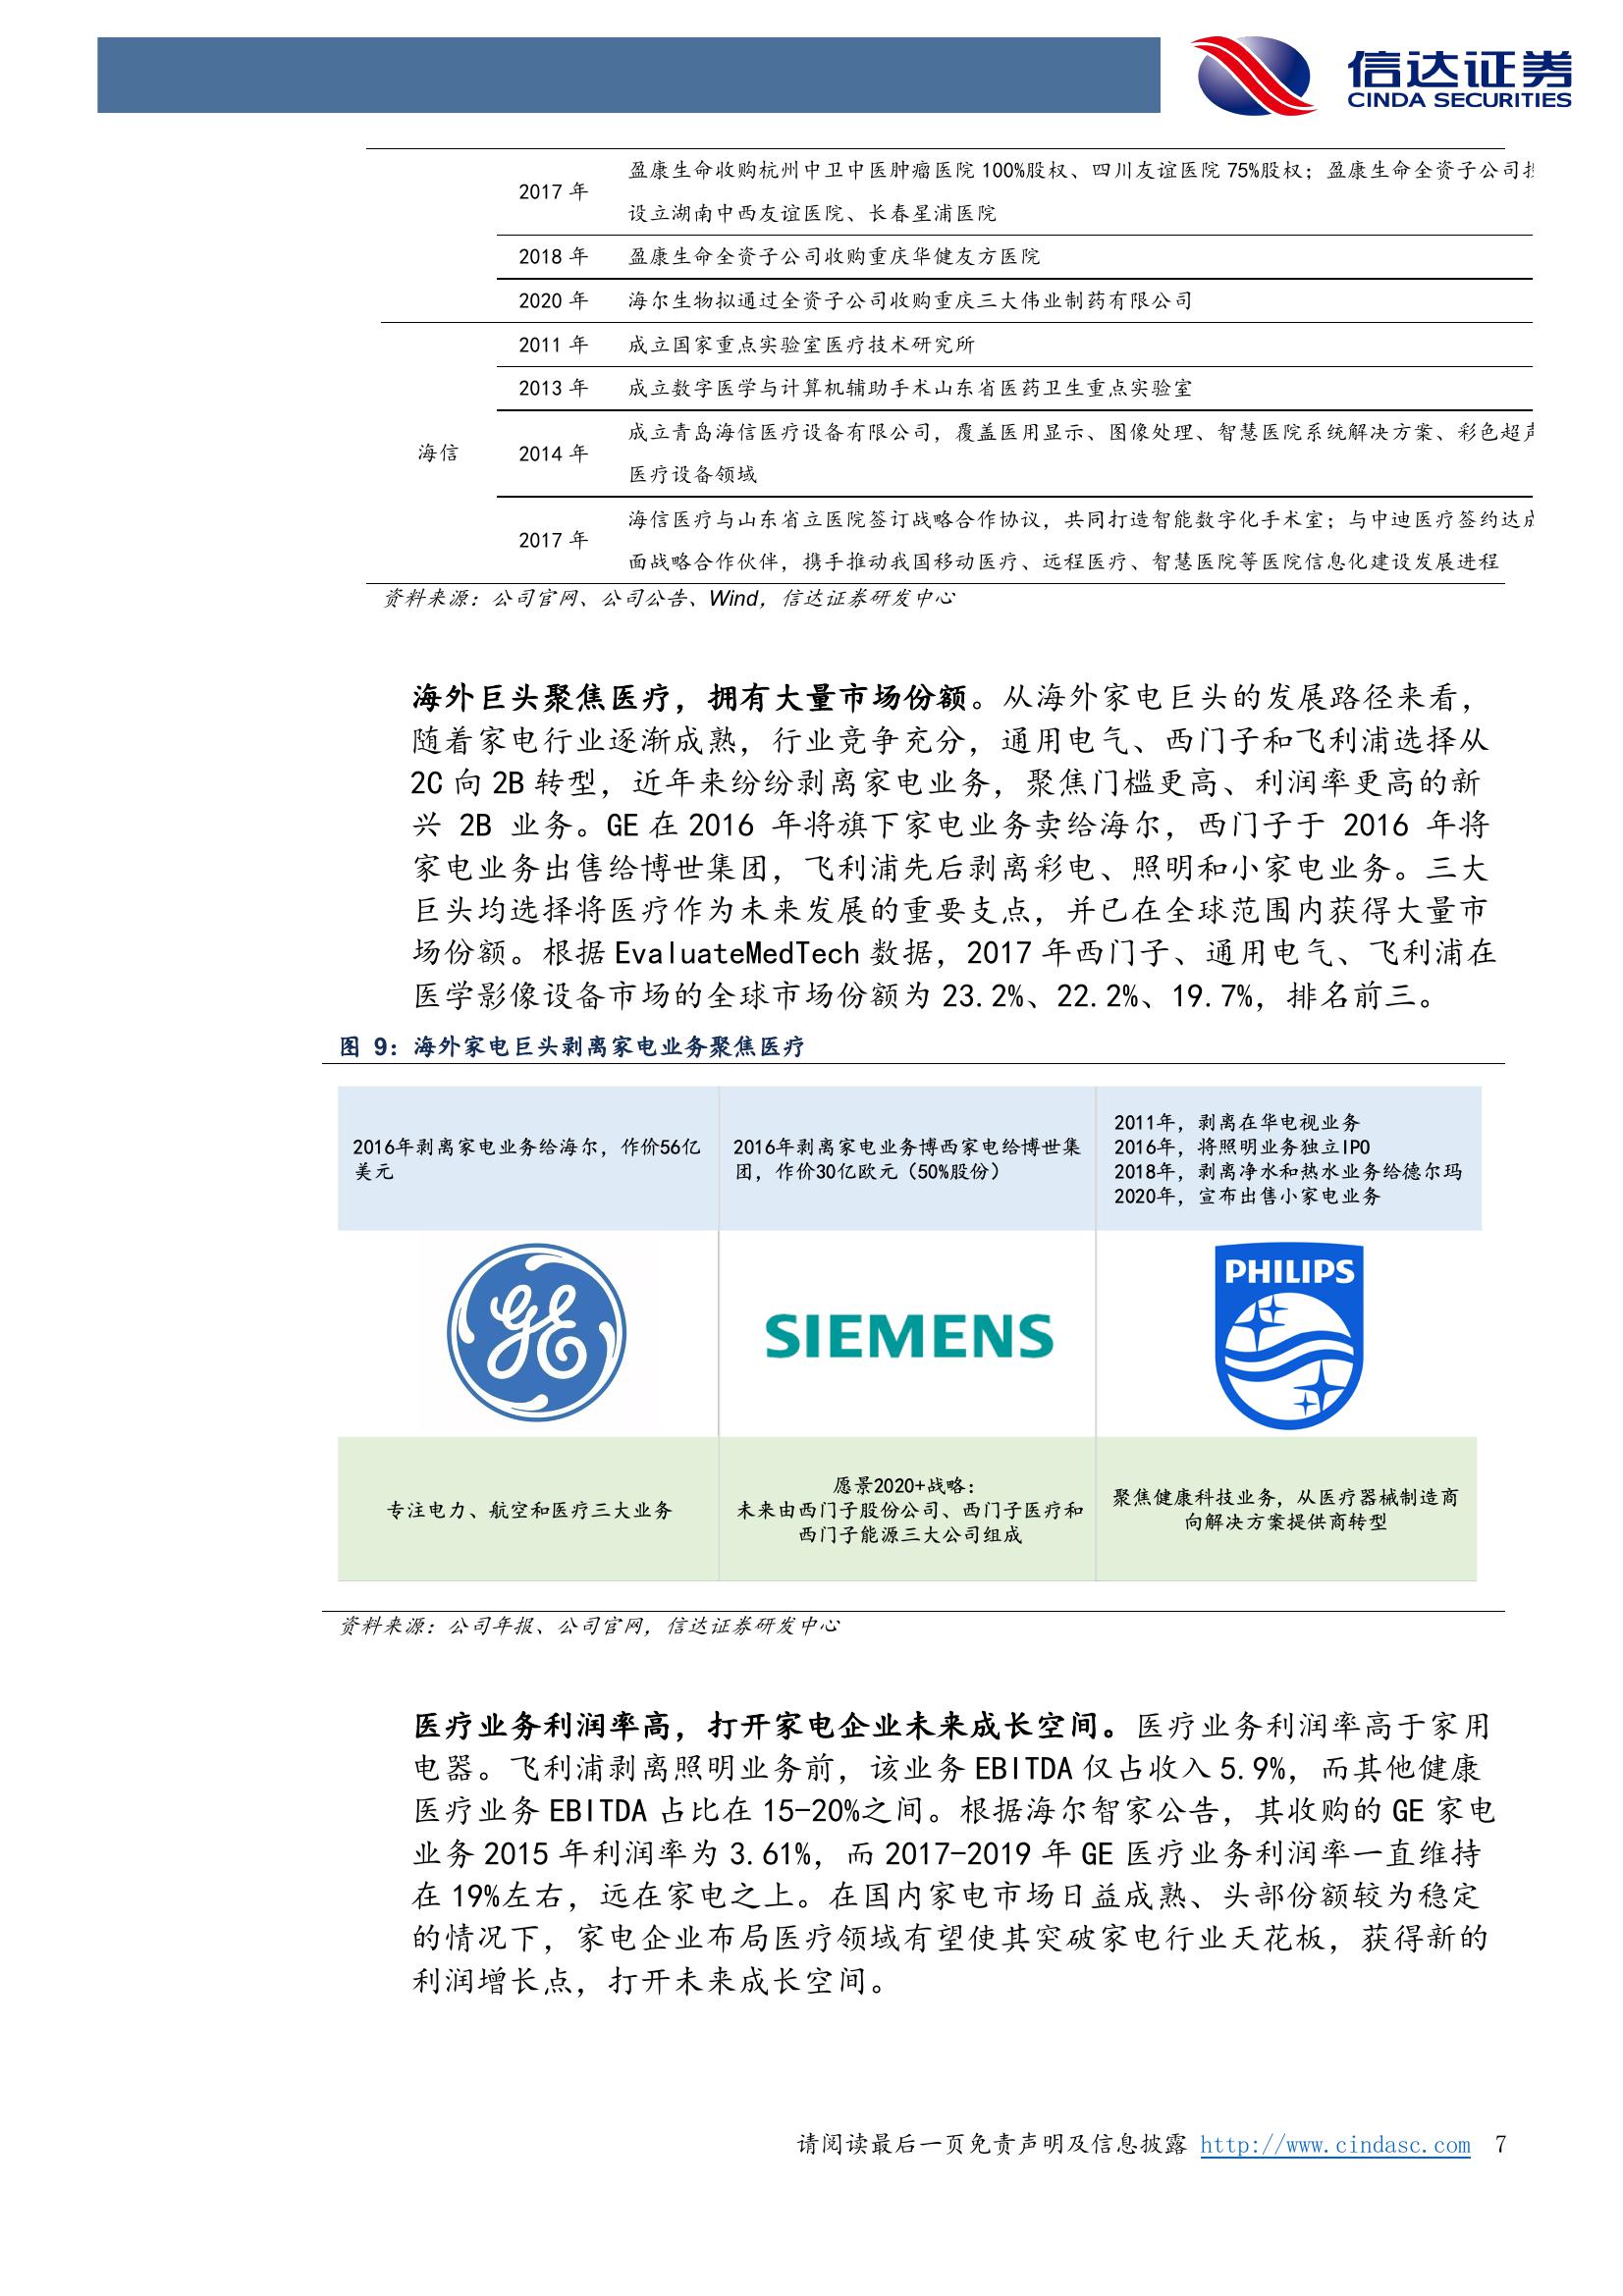 信达证券
CINDA SECURITIES
2017 年
盈康生命收购杭州中卫中医肿瘤医院 100%股权、四川友谊医院 75%股权；盈康生命全资子公司
设立湖南中西友谊医院、长春星浦医院
2018 年
盈康生命全资子公司收购重庆华健友方医院
2020 年
海尔生物拟通过全资子公司收购重庆三大伟业制药有限公司
海信
2011 年
成立国家重点实验室医疗技术研究所
2013 年
成立数字医学与计算机辅助手术山东省医药卫生重点实验室
2014 年
成立青岛海信医疗设备有限公司，覆盖医用显示、图像处理、智慧医院系统解决方案、彩色超声
医疗设备领域
2017 年
海信医疗与山东省立医院签订战略合作协议，共同打造智能数字化手术室；与中迪医疗签约达成
面战略合作伙伴，携手推动我国移动医疗、远程医疗、智慧医院等医院信息化建设发展进程
资料来源：公司官网、公司公告、Wind，信达证券研发中心
海外巨头聚焦医疗，拥有大量市场份额。从海外家电巨头的发展路径来看，
随着家电行业逐渐成熟，行业竞争充分，通用电气、西门子和飞利浦选择从
2C 向 2B 转型，近年来纷纷剥离家电业务，聚焦门槛更高、利润率更高的新
兴 2B 业务。GE 在 2016 年将旗下家电业务卖给海尔，西门子于 2016 年将
家电业务出售给博世集团，飞利浦先后剥离彩电、照明和小家电业务。三大
巨头均选择将医疗作为未来发展的重要支点，并已在全球范围内获得大量市
场份额。根据 EvaluateMedTech 数据，2017 年西门子、通用电气、飞利浦在
医学影像设备市场的全球市场份额为 23.2%、22.2%、19.7%，排名前三。
图 9：海外家电巨头剥离家电业务聚焦医疗
2016年剥离家电业务给海尔，作价56亿
美元
2016年剥离家电业务博西家电给博世集
团，作价30亿欧元（50%股份）
2011年，剥离在华电视业务
2016年，将照明业务独立IPO
2018年，剥离净水和热水业务给德尔玛
2020年，宣布出售小家电业务
GE
SIEMENS
PHILIPS
专注电力、航空和医疗三大业务
愿景2020+战略：
未来由西门子股份公司、西门子医疗和
西门子能源三大公司组成
聚焦健康科技业务，从医疗器械制造商
向解决方案提供商转型
资料来源：公司年报、公司官网，信达证券研发中心
医疗业务利润率高，打开家电企业未来成长空间。医疗业务利润率高于家用
电器。飞利浦剥离照明业务前，该业务 EBITDA 仅占收入 5.9%，而其他健康
医疗业务 EBITDA 占比在 15-20%之间。根据海尔智家公告，其收购的 GE 家电
业务 2015 年利润率为 3.61%，而 2017-2019 年 GE 医疗业务利润率一直维持
在 19%左右，远在家电之上。在国内家电市场日益成熟、头部份额较为稳定
的情况下，家电企业布局医疗领域有望使其突破家电行业天花板，获得新的
利润增长点，打开未来成长空间。
请阅读最后一页免责声明及信息披露 http://www.cindasc.com 7